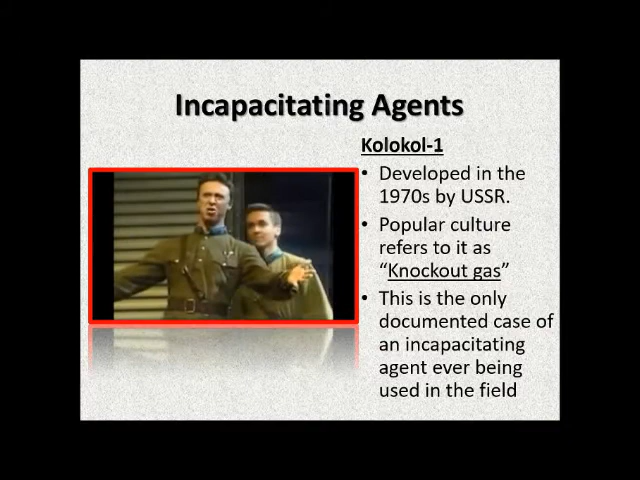 Incapacitating Agents
Kolokol-1
• Developed in the
1970s by USSR.
• Popular culture
refers to it as
“Knockout gas”
• This is the only
documented case of
an incapacitating
agent ever being
used in the field